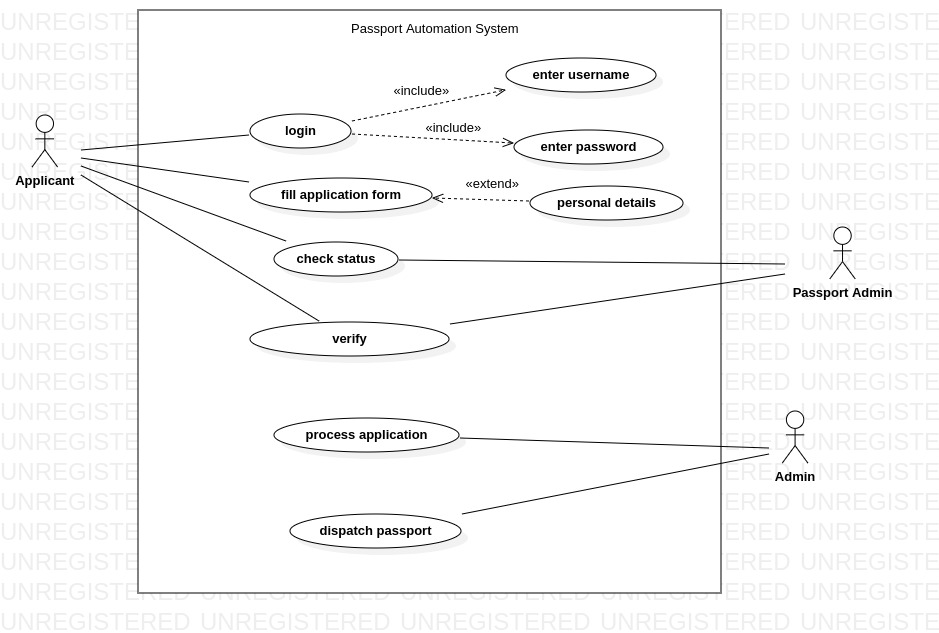 Passport Automation System
enter username
«include»
login
«include»
enter password
Applicant
«extend»
fill application form
personal details
check status
Passport Admin
verify
process application
Admin
dispatch passport
UNREGISTERED UNREGISTERED UNREGISTERED UNREGISTERED UNREGISTE